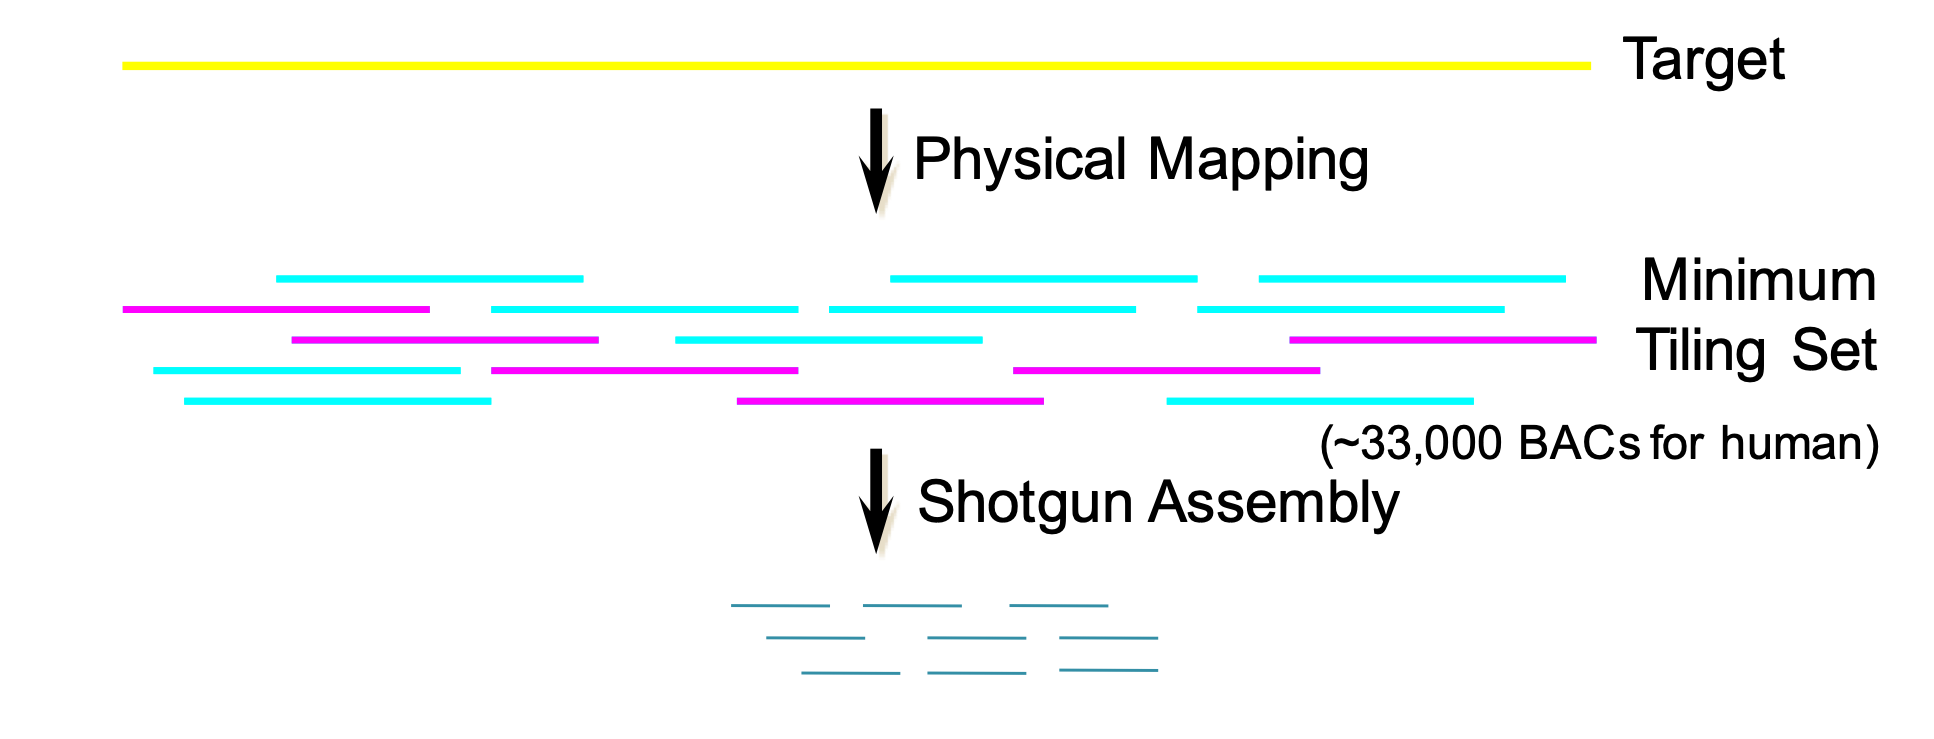 Target
Physical Mapping
Minimum
Tiling Set
(~33,000 BACs for human)
Shotgun Assembly